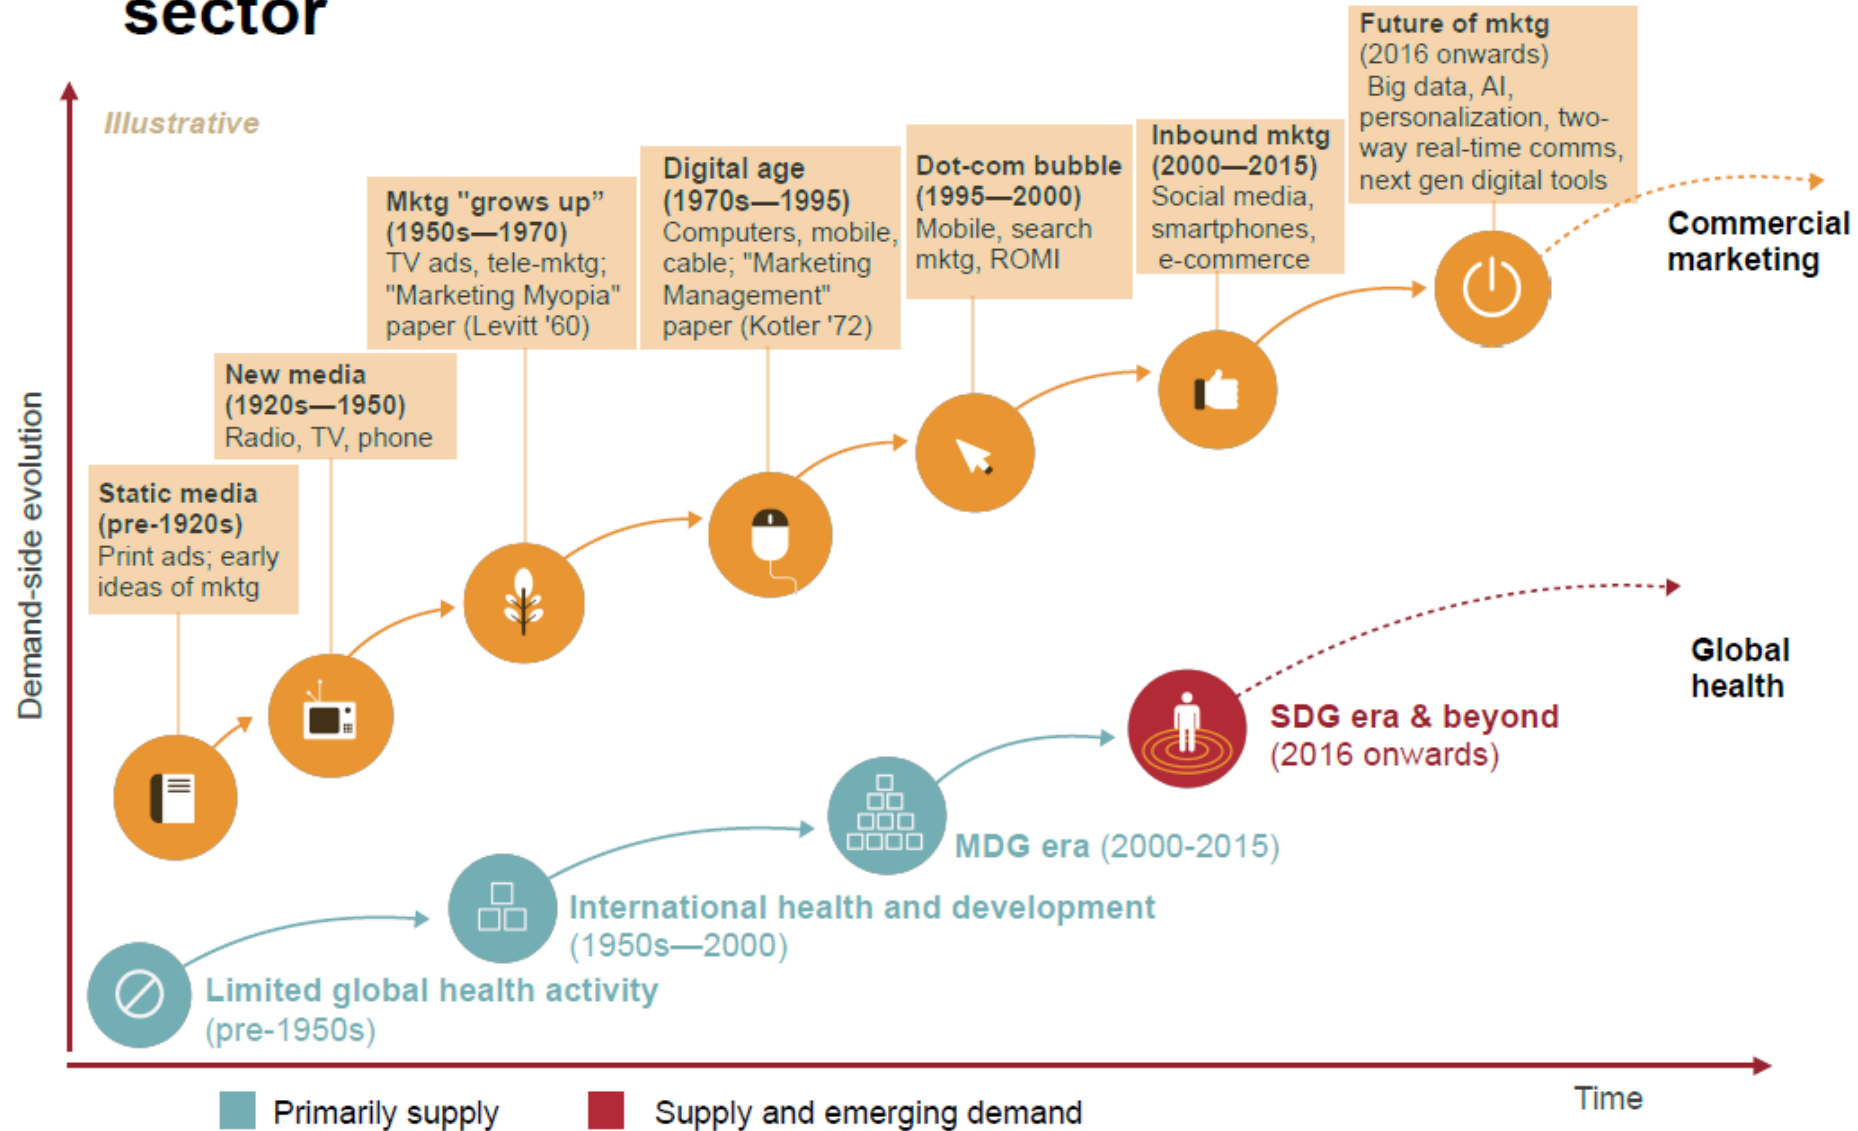 sector
Illustrative
Demand-side evolution
Static media
(pre-1920s)
Print ads; early
ideas of mktg
New media
(1920s—1950)
Radio, TV, phone
Mktg "grows up”
(1950s—1970)
TV ads, tele-mktg;
"Marketing Myopia"
paper (Levitt '60)
Digital age
(1970s—1995)
Computers, mobile,
cable; "Marketing
Management"
paper (Kotler '72)
Dot-com bubble
(1995—2000)
Mobile, search
mktg, ROMI
Inbound mktg
(2000—2015)
Social media,
smartphones,
e-commerce
Future of mktg
(2016 onwards)
Big data, AI,
personalization, two-
way real-time comms,
next gen digital tools
Commercial
marketing
Global
health
SDG era & beyond
(2016 onwards)
MDG era (2000-2015)
International health and development
(1950s—2000)
Limited global health activity
(pre-1950s)
Time
Primarily supply
Supply and emerging demand